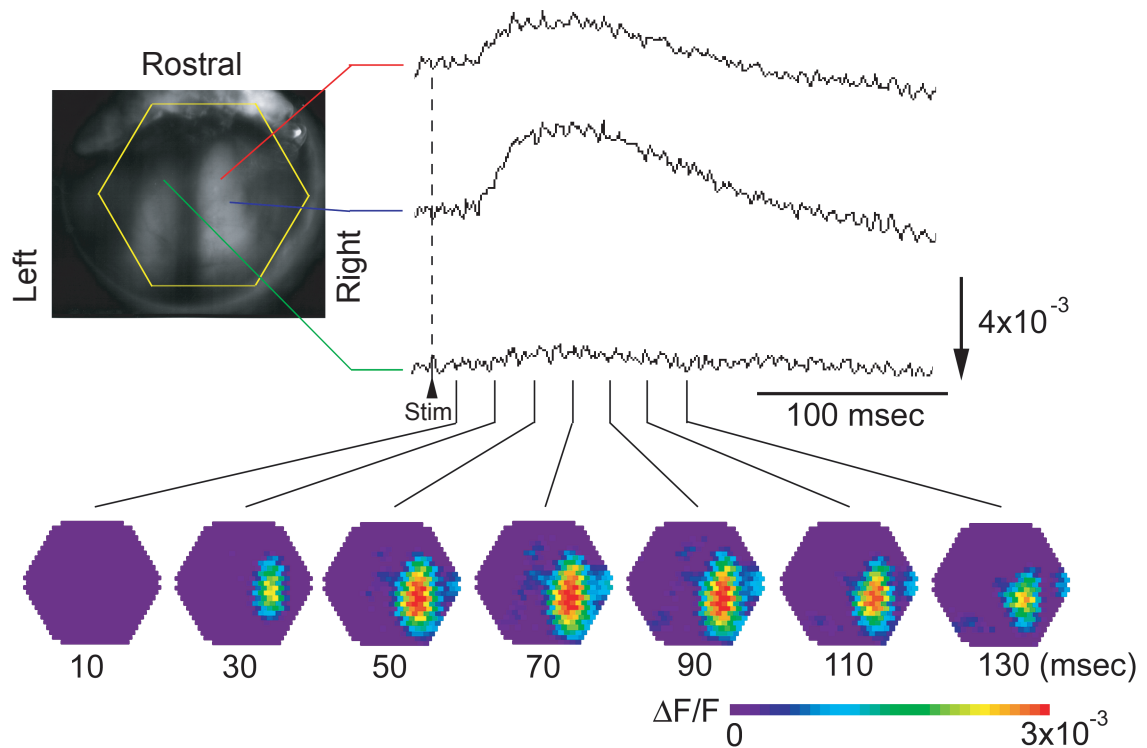 Rostral
Left
Right
4x10⁻³
Stim
100 msec
10 30 50 70 90 110 130 (msec)
ΔF/F
0 3x10⁻³